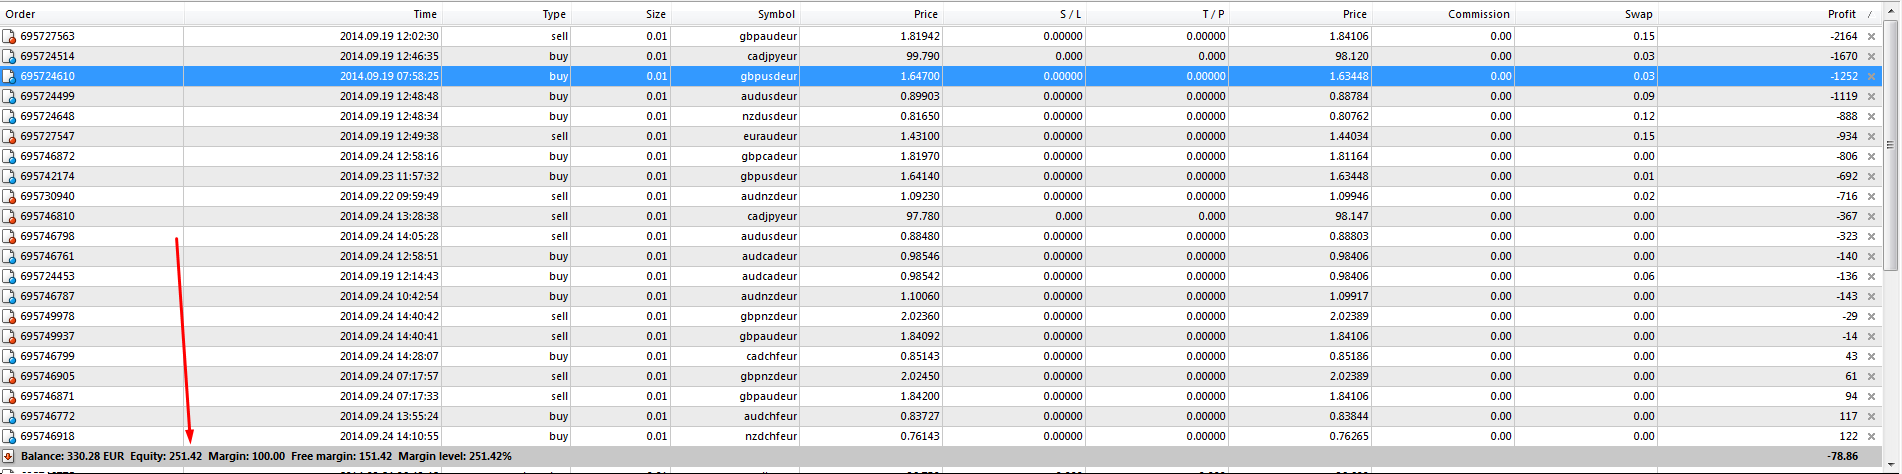 Order Time Type Size Symbol Price S / L T / P Price Commission Swap Profit /
695727563 2014.09.19 12:02:30 sell 0.01 gbpaudeur 1.81942 0.00000 0.00000 1.84106 0.00 0.15 -2164
695724514 2014.09.19 12:46:35 buy 0.01 cadjpyeur 99.790 0.000 0.000 98.120 0.00 0.03 -1670
695724610 2014.09.19 07:58:25 buy 0.01 gbpusdeur 1.64700 0.00000 0.00000 1.63448 0.00 0.03 -1252
695724499 2014.09.19 12:48:48 buy 0.01 audusdeur 0.89903 0.00000 0.00000 0.88784 0.00 0.09 -1119
695724648 2014.09.19 12:48:34 buy 0.01 nzdusdeur 0.81650 0.00000 0.00000 0.80762 0.00 0.12 -888
695727547 2014.09.19 12:49:38 sell 0.01 euraudeur 1.43100 0.00000 0.00000 1.44034 0.00 0.15 -934
695746872 2014.09.24 12:58:16 buy 0.01 gbpcadeur 1.81970 0.00000 0.00000 1.81164 0.00 0.00 -806
695742174 2014.09.23 11:57:32 buy 0.01 gbpusdeur 1.64140 0.00000 0.00000 1.63448 0.00 0.01 -692
695730940 2014.09.22 09:59:49 sell 0.01 audnzdeur 1.09230 0.00000 0.00000 1.09946 0.00 0.02 -716
695746810 2014.09.24 13:28:38 sell 0.01 cadjpyeur 97.780 0.000 0.000 98.147 0.00 0.00 -367
695746798 2014.09.24 14:05:28 sell 0.01 audusdeur 0.88480 0.00000 0.00000 0.88803 0.00 0.00 -323
695746761 2014.09.24 12:58:51 buy 0.01 audcadeur 0.98546 0.00000 0.00000 0.98406 0.00 0.00 -140
695724453 2014.09.19 12:14:43 buy 0.01 audcadeur 0.98542 0.00000 0.00000 0.98406 0.00 0.06 -136
695746787 2014.09.24 10:42:54 buy 0.01 audnzdeur 1.10060 0.00000 0.00000 1.09917 0.00 0.00 -143
695749978 2014.09.24 14:40:42 sell 0.01 gbpnzdeur 2.02360 0.00000 0.00000 2.02389 0.00 0.00 -29
695749937 2014.09.24 14:40:41 sell 0.01 gbpaudeur 1.84092 0.00000 0.00000 1.84106 0.00 0.00 -14
695746799 2014.09.24 14:28:07 buy 0.01 cadchfeur 0.85143 0.00000 0.00000 0.85186 0.00 0.00 43
695746905 2014.09.24 07:17:57 sell 0.01 gbpnzdeur 2.02450 0.00000 0.00000 2.02389 0.00 0.00 61
695746871 2014.09.24 07:17:33 sell 0.01 gbpaudeur 1.84200 0.00000 0.00000 1.84106 0.00 0.00 94
695746772 2014.09.24 13:55:24 buy 0.01 audchfeur 0.83727 0.00000 0.00000 0.83844 0.00 0.00 117
695746918 2014.09.24 14:10:55 buy 0.01 nzdchfeur 0.76143 0.00000 0.00000 0.76265 0.00 0.00 122
Balance: 330.28 EUR Equity: 251.42 Margin: 100.00 Free margin: 151.42 Margin level: 251.42% -78.86